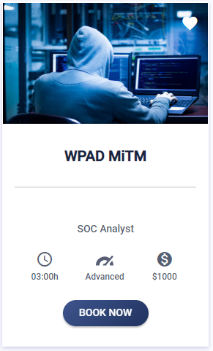 WPAD MiTM
SOC Analyst
03:00h Advanced $1000
BOOK NOW